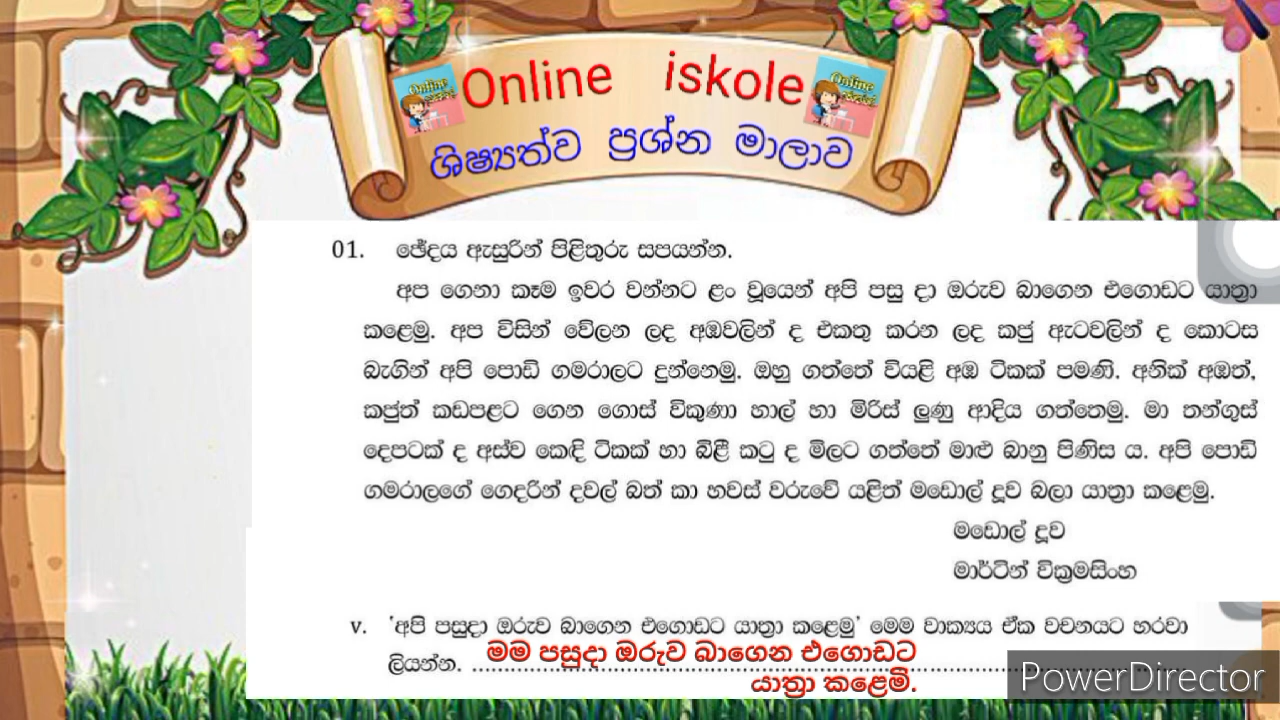 Online iskole
ශිෂ්‍යත්ව ප්‍රශ්න මාලාව
01. ඡේදය ඇසුරින් පිළිතුරු සපයන්න.
අප ගෙනා කෑම ඉවර වන්නට ළං වූයෙන් අපි පසු දා ඔරුව බාගෙන එගොඩට යාත්‍රා
කළෙමු. අප විසින් වේලන ලද අඹවලින් ද එකතු කරන ලද කජු ඇටවලින් ද කොටස
බැගින් අපි පොඩි ගමරාලට දුන්නෙමු. ඔහු ගත්තේ වියළි අඹ ටිකක් පමණි. අනික් අඹත්,
කජුත් කඩපළට ගෙන ගොස් විකුණා හාල් හා මිරිස් ලුණු ආදිය ගත්තෙමු. මා තන්ගුස්
දෙපටක් ද අස්ව කෙඳි ටිකක් හා බිළී කටු ද මිලට ගත්තේ මාළු බානු පිණිස ය. අපි පොඩි
ගමරාලගේ ගෙදරින් දවල් බත් කා හවස් වරුවේ යළිත් මඩොල් දූව බලා යාත්‍රා කළෙමු.
මඩොල් දූව
මාර්ටින් වික්‍රමසිංහ
v. 'අපි පසුදා ඔරුව බාගෙන එගොඩට යාත්‍රා කළෙමු' මෙම වාක්‍යය ඒක වචනයට හරවා
ලියන්න. මම පසුදා ඔරුව බාගෙන එගොඩට
යාත්‍රා කළෙමි.
PowerDirector